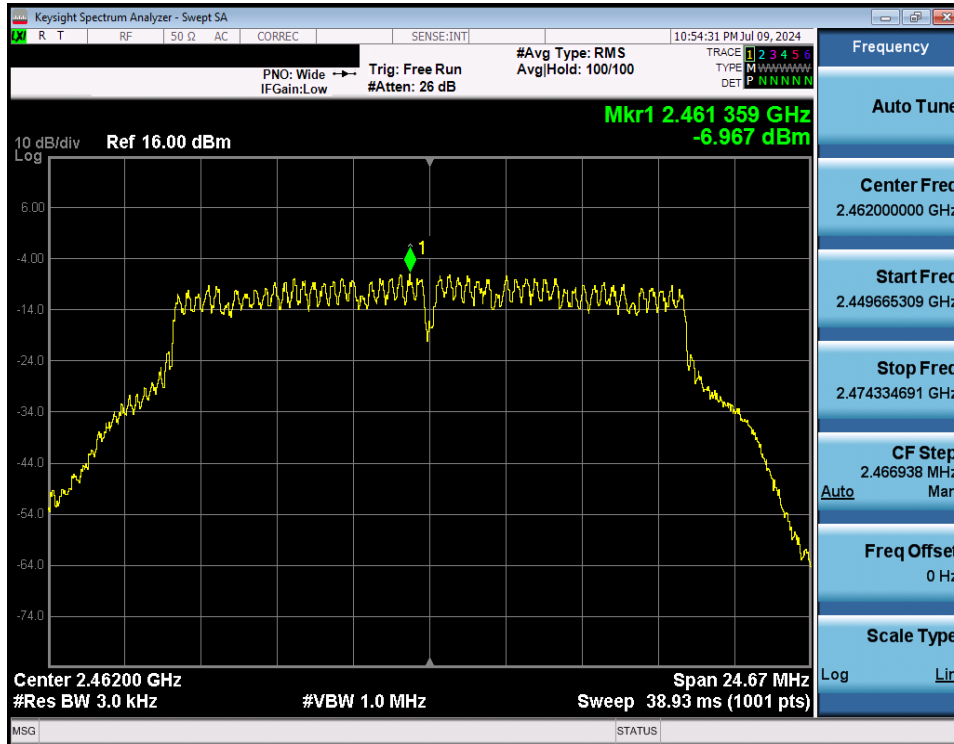 Keysight Spectrum Analyzer - Swept SA
LXI R T RF 50 Ω AC CORREC SENSE:INT 10:54:31 PM Jul 09, 2024
PNO: Wide
IFGain:Low
Trig: Free Run
#Atten: 26 dB
#Avg Type: RMS
Avg|Hold: 100/100
TRACE 1 2 3 4 5 6
TYPE M W W W W W
DET P N N N N N
Mkr1 2.461 359 GHz
-6.967 dBm
10 dB/div Ref 16.00 dBm
Log
6.00
1
-4.00
-14.0
-24.0
-34.0
-44.0
-54.0
-64.0
-74.0
Center 2.46200 GHz Span 24.67 MHz
#Res BW 3.0 kHz #VBW 1.0 MHz Sweep 38.93 ms (1001 pts)
MSG STATUS
Frequency
Auto Tune
Center Freq
2.462000000 GHz
Start Freq
2.449665309 GHz
Stop Freq
2.474334691 GHz
CF Step
2.466938 MHz
Auto Man
Freq Offset
0 Hz
Scale Type
Log Lin